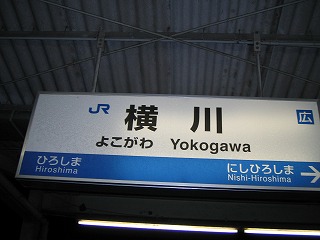 JR 横川 広
よこがわ Yokogawa
ひろしま にしひろしま
Hiroshima Nishi-Hiroshima